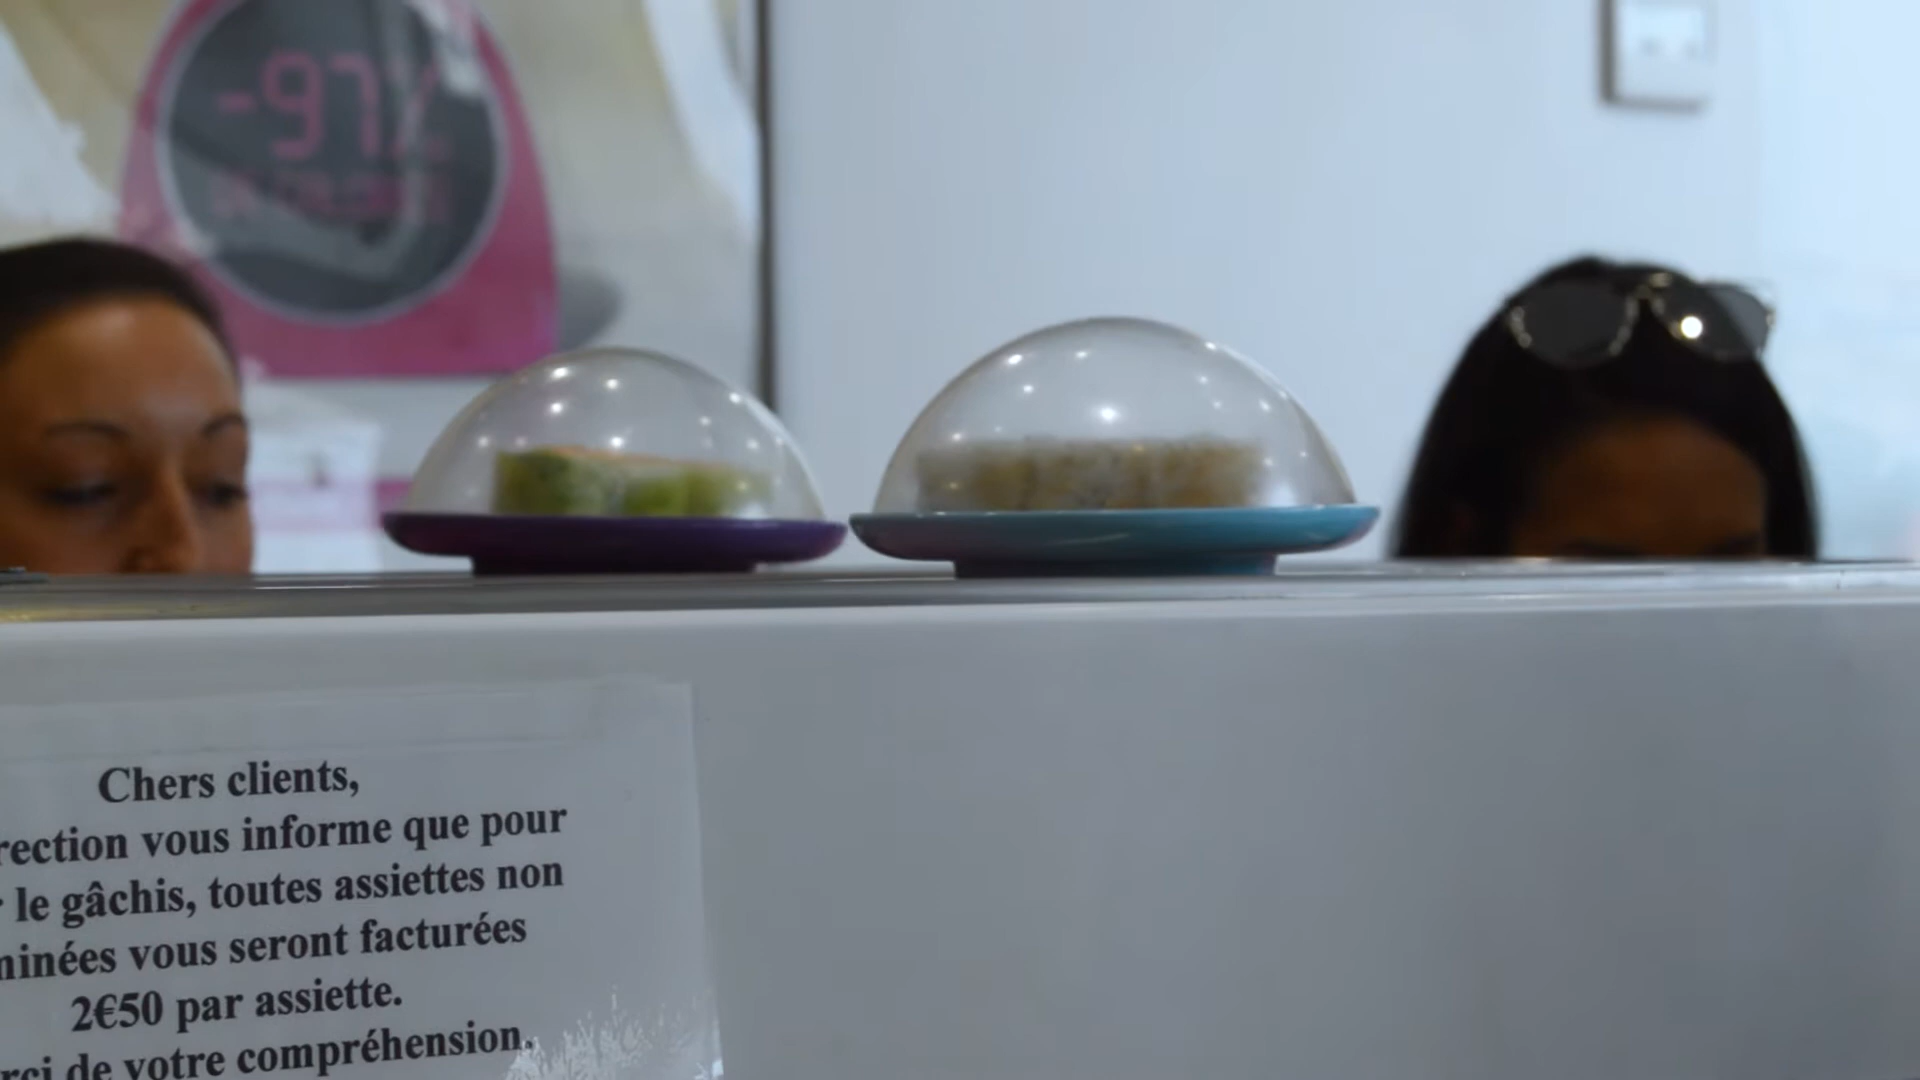 -97%
Chers clients,
rection vous informe que pour
r le gâchis, toutes assiettes non
minées vous seront facturées
2€50 par assiette.
rci de votre compréhension.